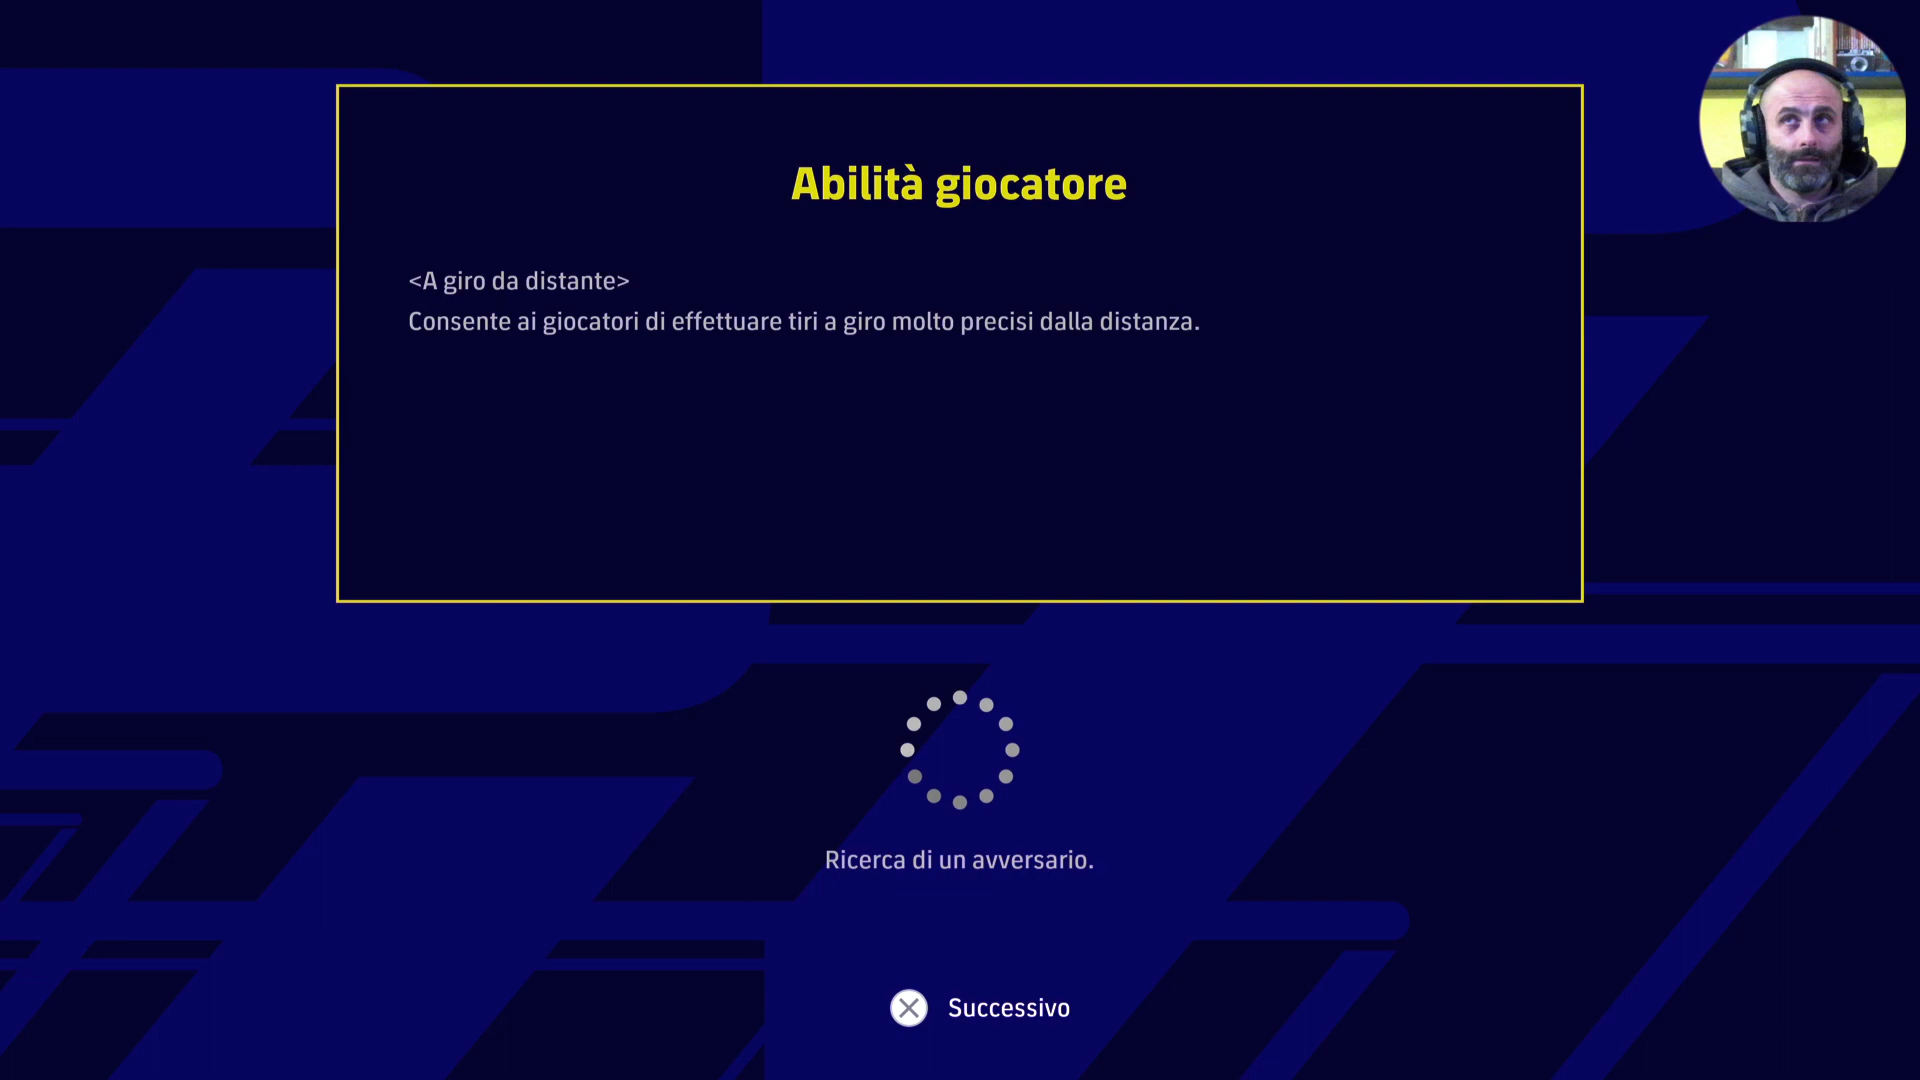 Abilità giocatore
<A giro da distante>
Consente ai giocatori di effettuare tiri a giro molto precisi dalla distanza.
Ricerca di un avversario.
Successivo